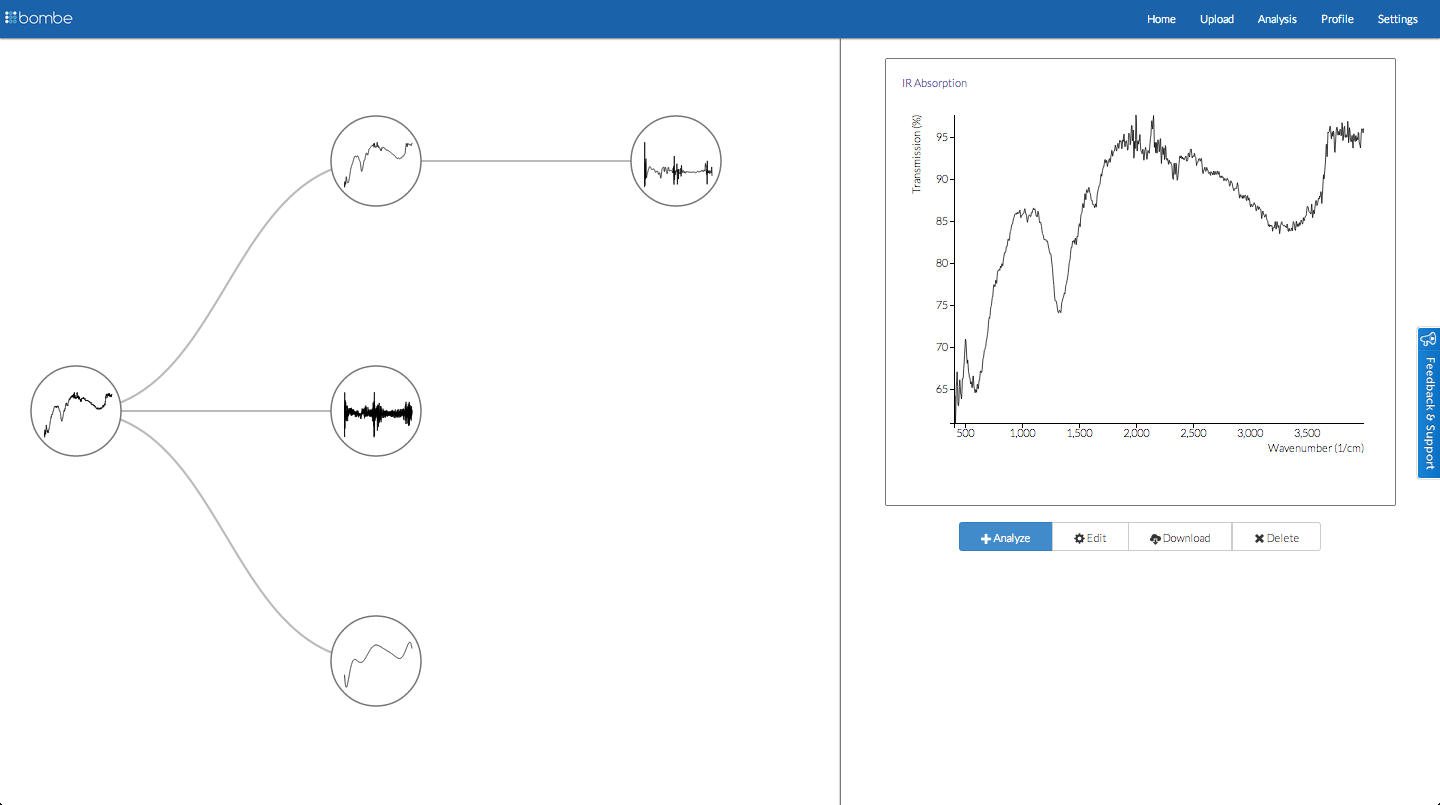 bombe
Home Upload Analysis Profile Settings
IR Absorption
Transmission (%)
95
90
85
80
75
70
65
500 1,000 1,500 2,000 2,500 3,000 3,500
Wavenumber (1/cm)
Analyze Edit Download Delete
Feedback & Support